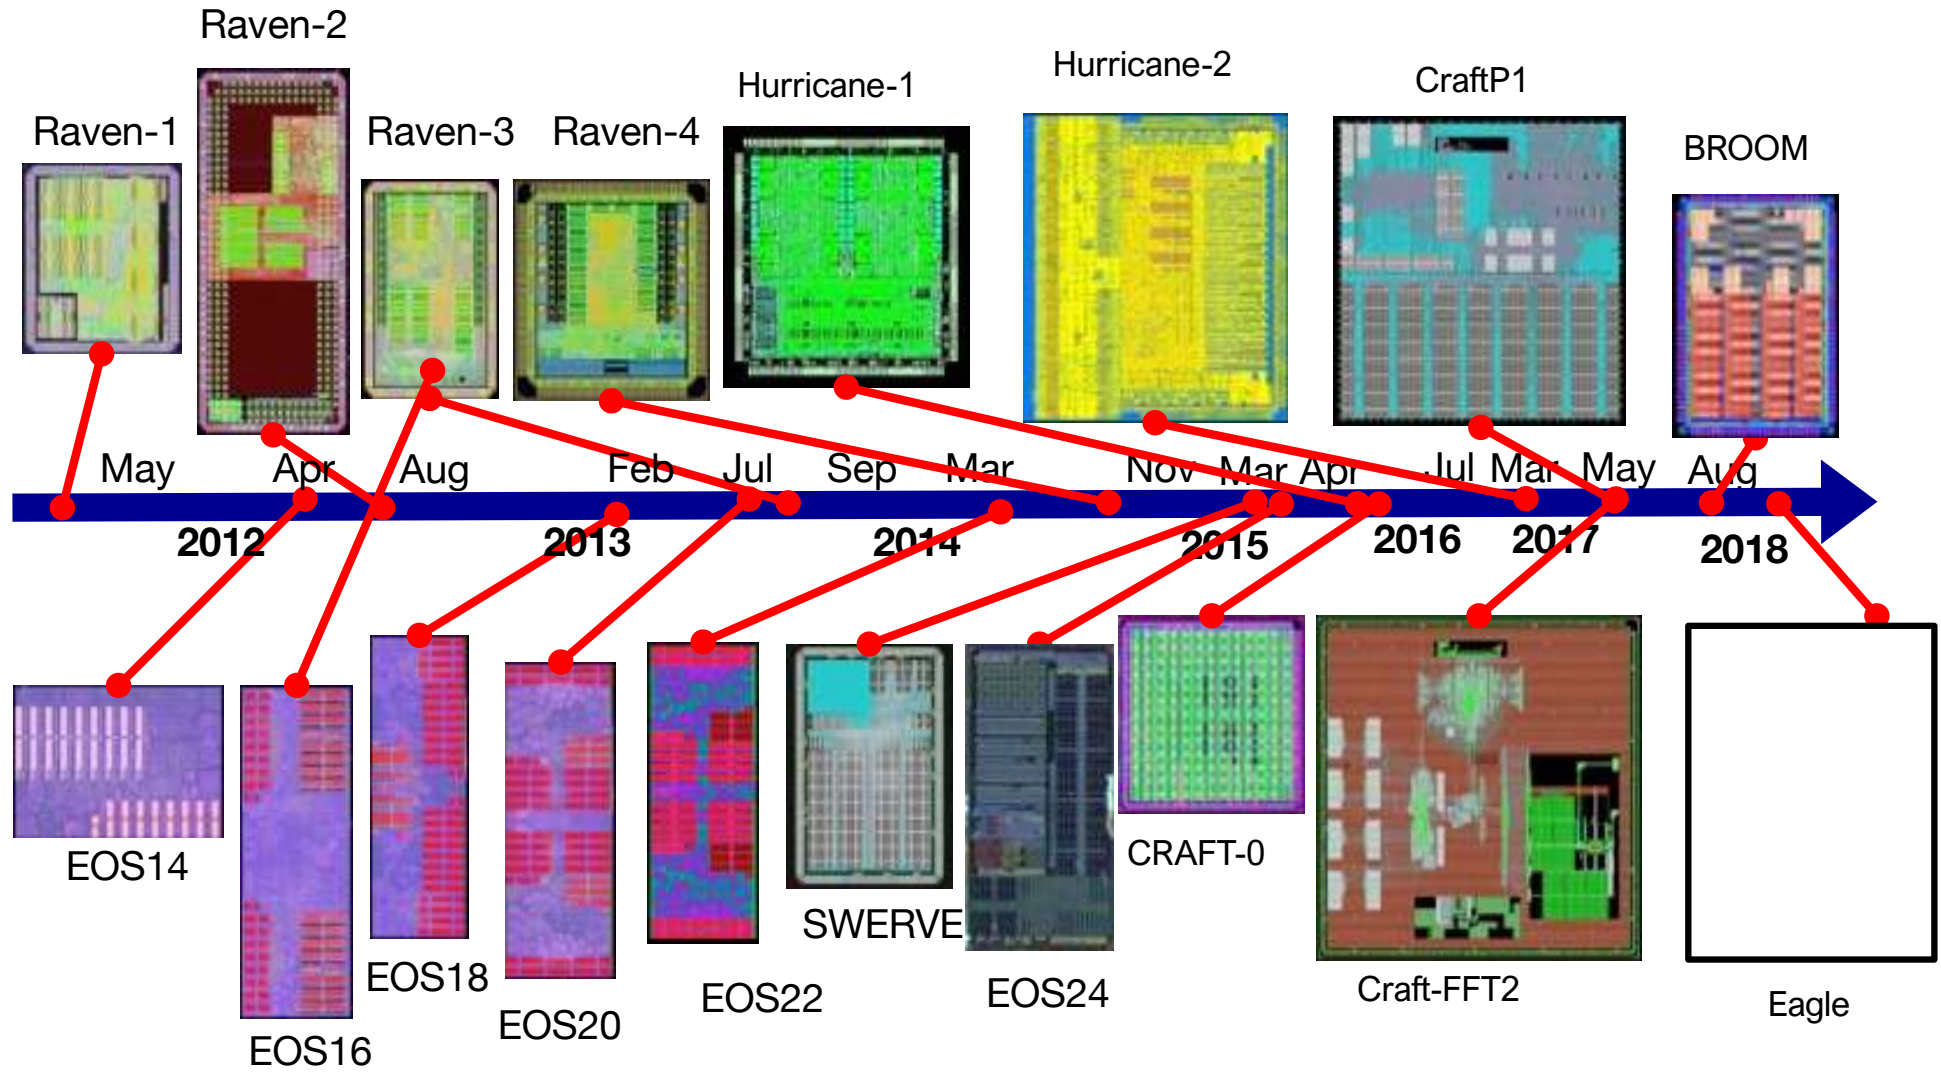 Raven-2
Hurricane-2
Hurricane-1
CraftP1
Raven-1
Raven-3
Raven-4
BROOM
May
Apr
Aug
Feb
Jul
Sep
Mar
Nov
Mar
Apr
Jul
Mar
May
Aug
2012
2013
2014
2015
2016
2017
2018
EOS14
CRAFT-0
SWERVE
EOS18
EOS22
EOS24
Craft-FFT2
Eagle
EOS20
EOS16